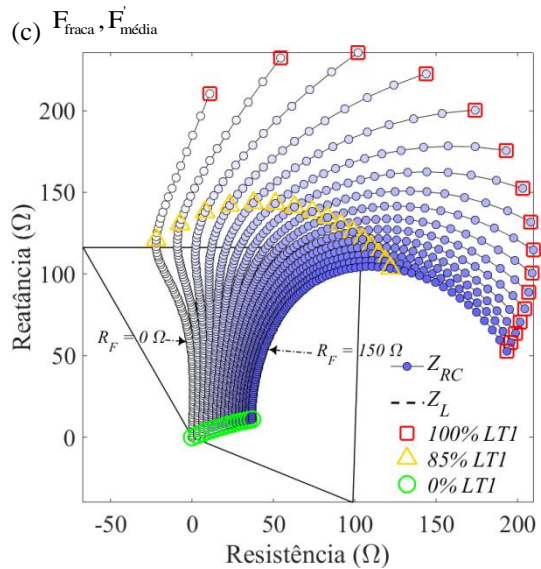 (c) F_fraca, F'_média
Reatância (Ω)
200
150
100
50
0
R_F = 0 Ω
R_F = 150 Ω
Z_RC
Z_L
100% LT1
85% LT1
0% LT1
-50 0 50 100 150 200
Resistência (Ω)